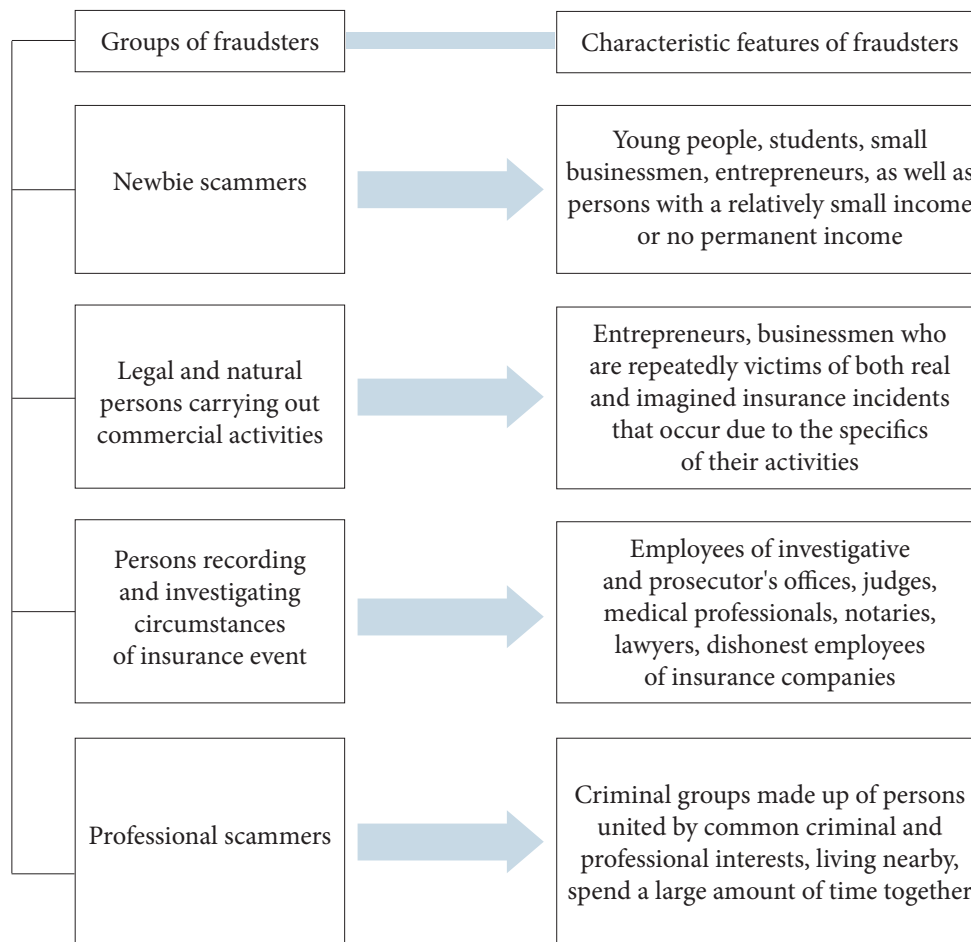 Groups of fraudsters
Characteristic features of fraudsters
Newbie scammers
Young people, students, small
businessmen, entrepreneurs, as well as
persons with a relatively small income
or no permanent income
Legal and natural
persons carrying out
commercial activities
Entrepreneurs, businessmen who
are repeatedly victims of both real
and imagined insurance incidents
that occur due to the specifics
of their activities
Persons recording
and investigating
circumstances
of insurance event
Employees of investigative
and prosecutor's offices, judges,
medical professionals, notaries,
lawyers, dishonest employees
of insurance companies
Professional scammers
Criminal groups made up of persons
united by common criminal and
professional interests, living nearby,
spend a large amount of time together